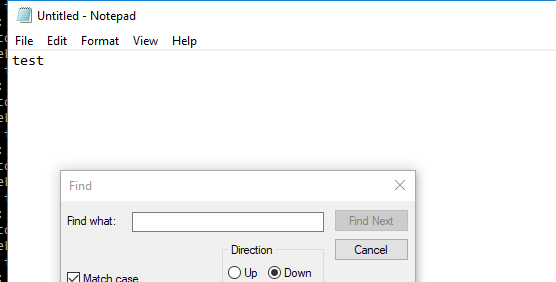 Untitled - Notepad
File Edit Format View Help
test
Find
Find what: Find Next
Cancel
Direction
Match case Up Down